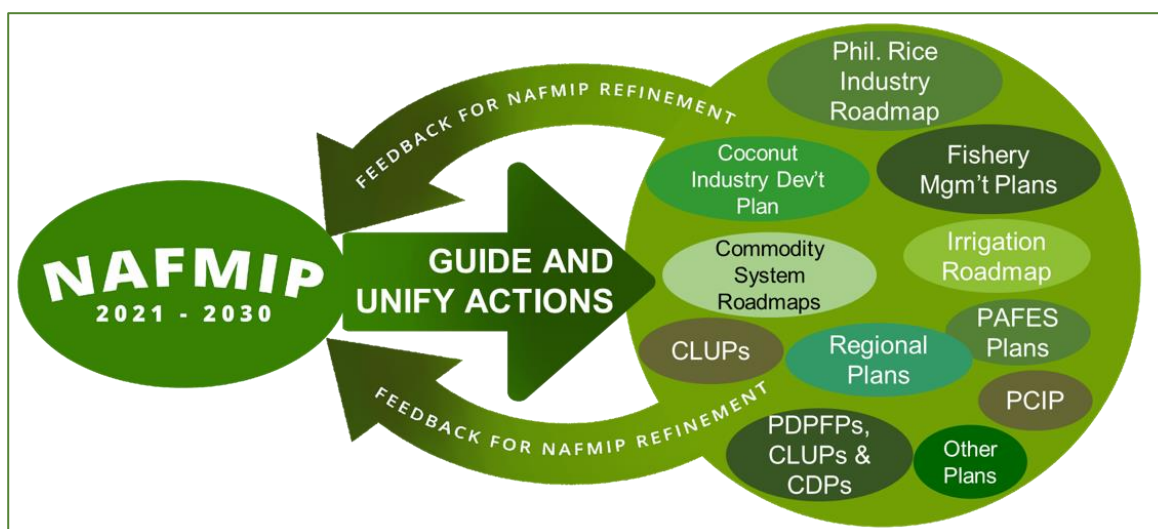 NAFMIP
2021 - 2030
FEEDBACK FOR NAFMIP REFINEMENT
GUIDE AND
UNIFY ACTIONS
FEEDBACK FOR NAFMIP REFINEMENT
Phil. Rice
Industry
Roadmap
Coconut
Industry Dev't
Plan
Fishery
Mgm't Plans
Commodity
System
Roadmaps
Irrigation
Roadmap
CLUPs
Regional
Plans
PAFES
Plans
PCIP
PDPFPs,
CLUPs &
CDPs
Other
Plans